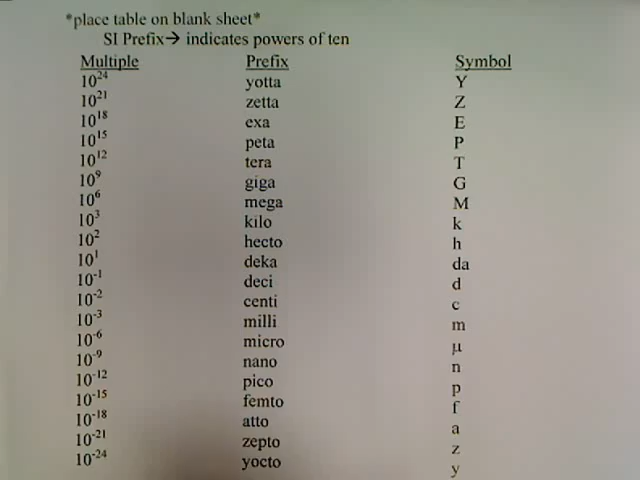 *place table on blank sheet*
SI Prefix→ indicates powers of ten
Multiple Prefix Symbol
10²⁴ yotta Y
10²¹ zetta Z
10¹⁸ exa E
10¹⁵ peta P
10¹² tera T
10⁹ giga G
10⁶ mega M
10³ kilo k
10² hecto h
10¹ deka da
10⁻¹ deci d
10⁻² centi c
10⁻³ milli m
10⁻⁶ micro μ
10⁻⁹ nano n
10⁻¹² pico p
10⁻¹⁵ femto f
10⁻¹⁸ atto a
10⁻²¹ zepto z
10⁻²⁴ yocto y